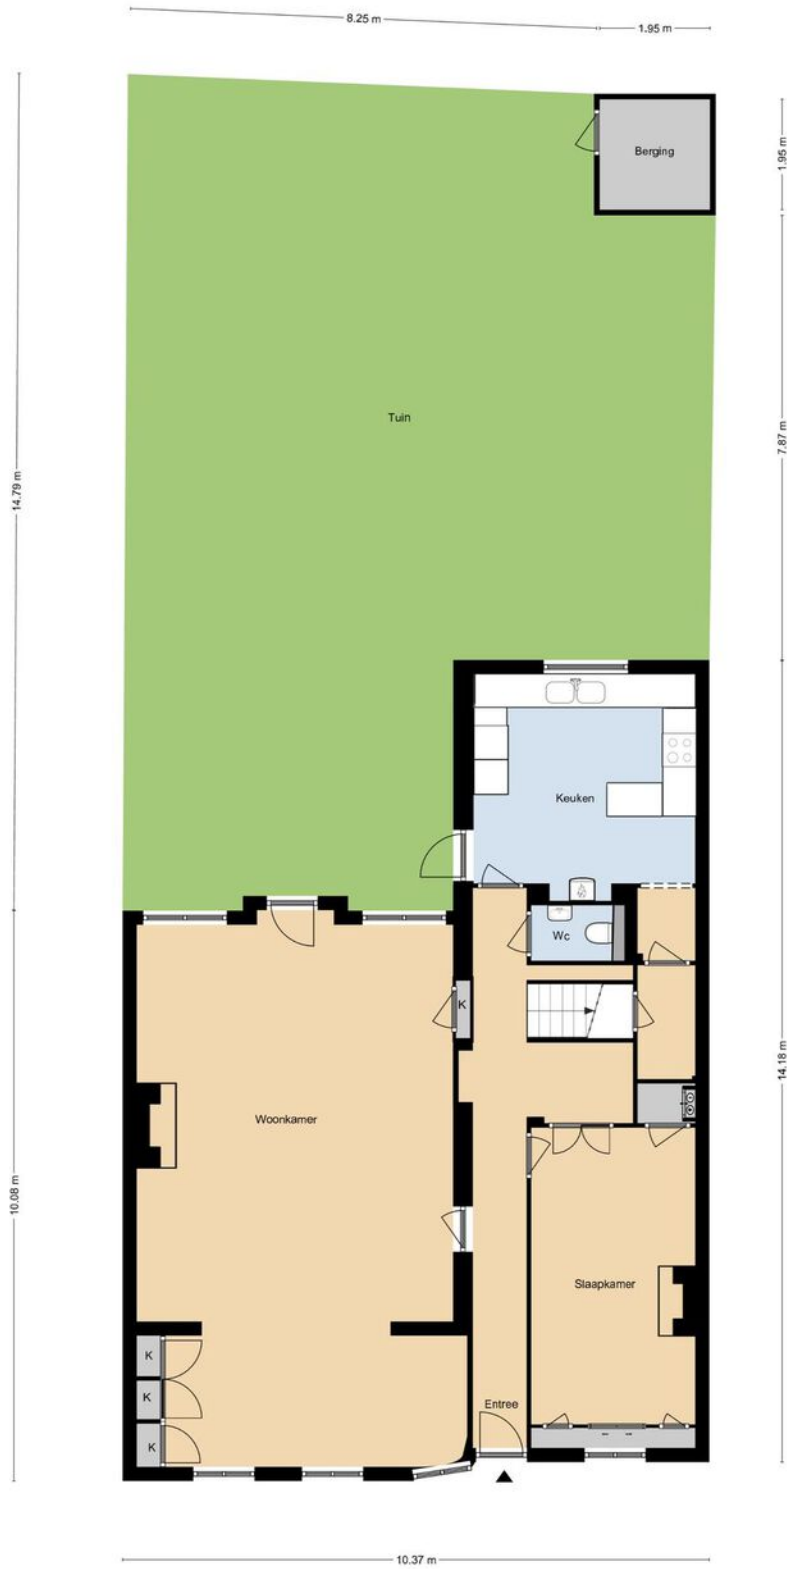 8.25 m
1.95 m
Berging
1.95 m
Tuin
7.87 m
14.79 m
Keuken
Wc
K
14.18 m
Woonkamer
10.08 m
Slaapkamer
K
K
Entree
K
10.37 m